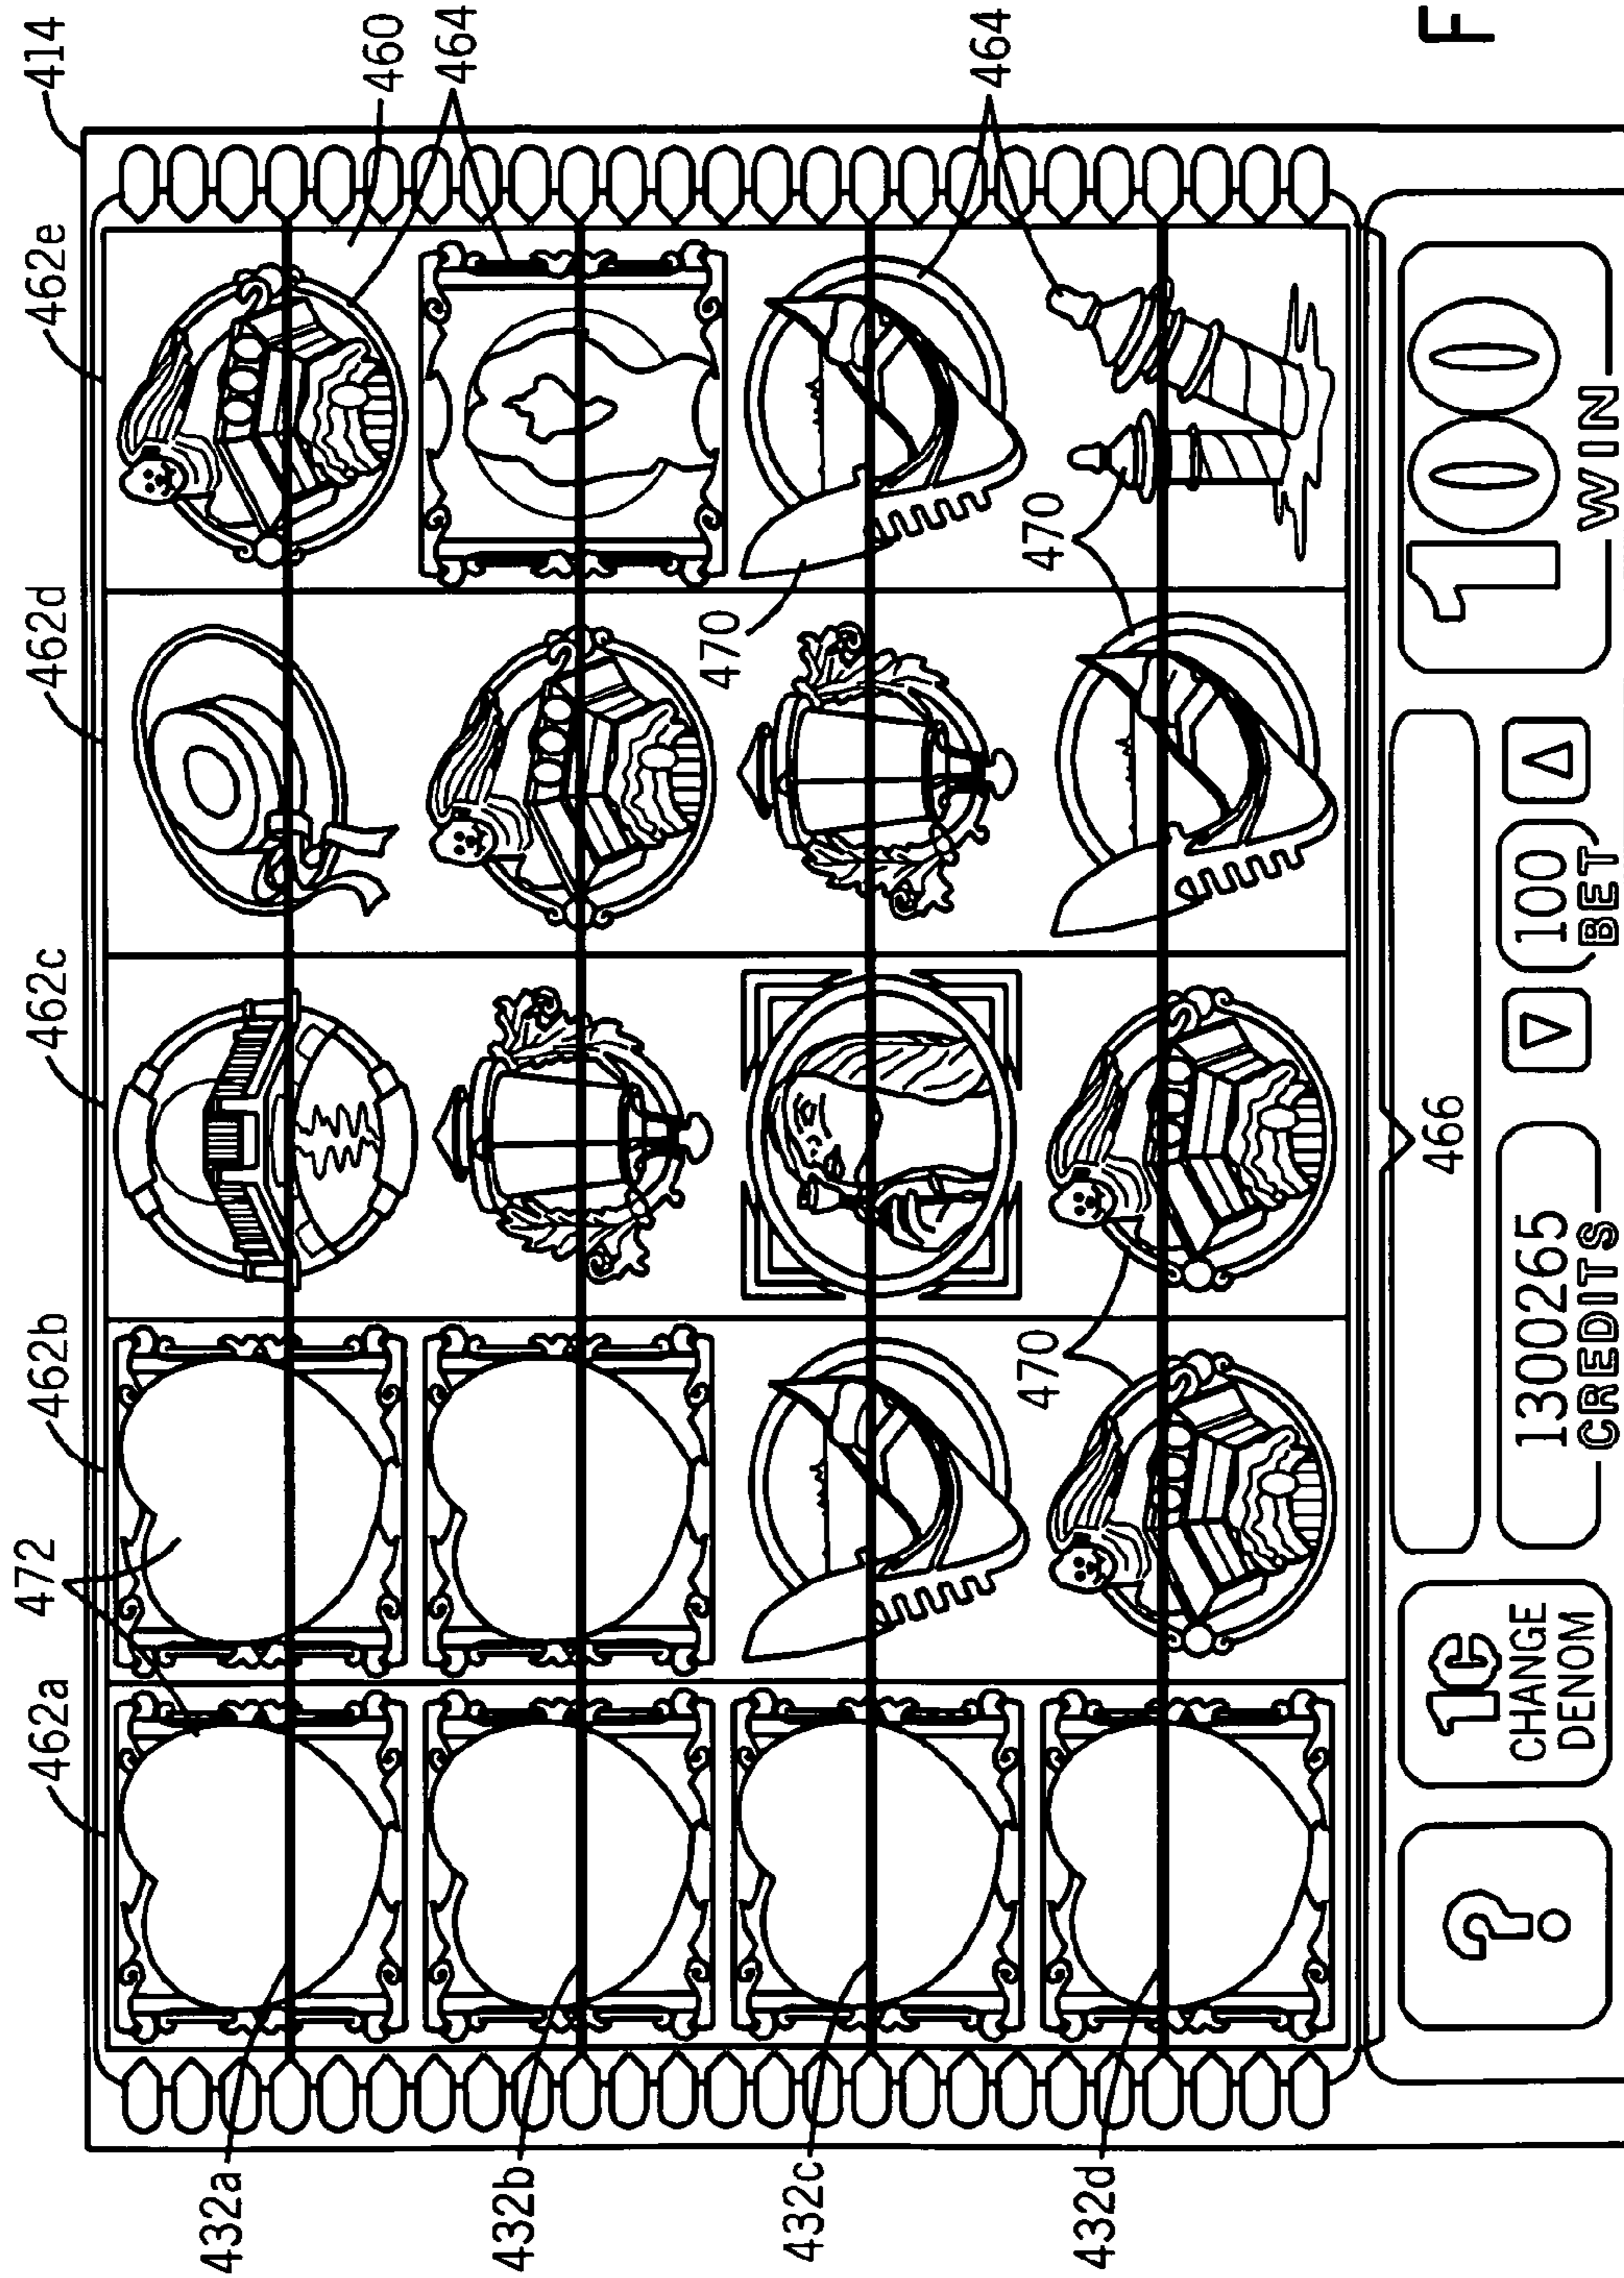 414
462a
462b
462c
462d
462e
472
460
464
432a
432b
470
464
432c
470
470
432d
466
?
1¢
CHANGE
DENOM
1300265
CREDITS
100
BET
100
WIN
F